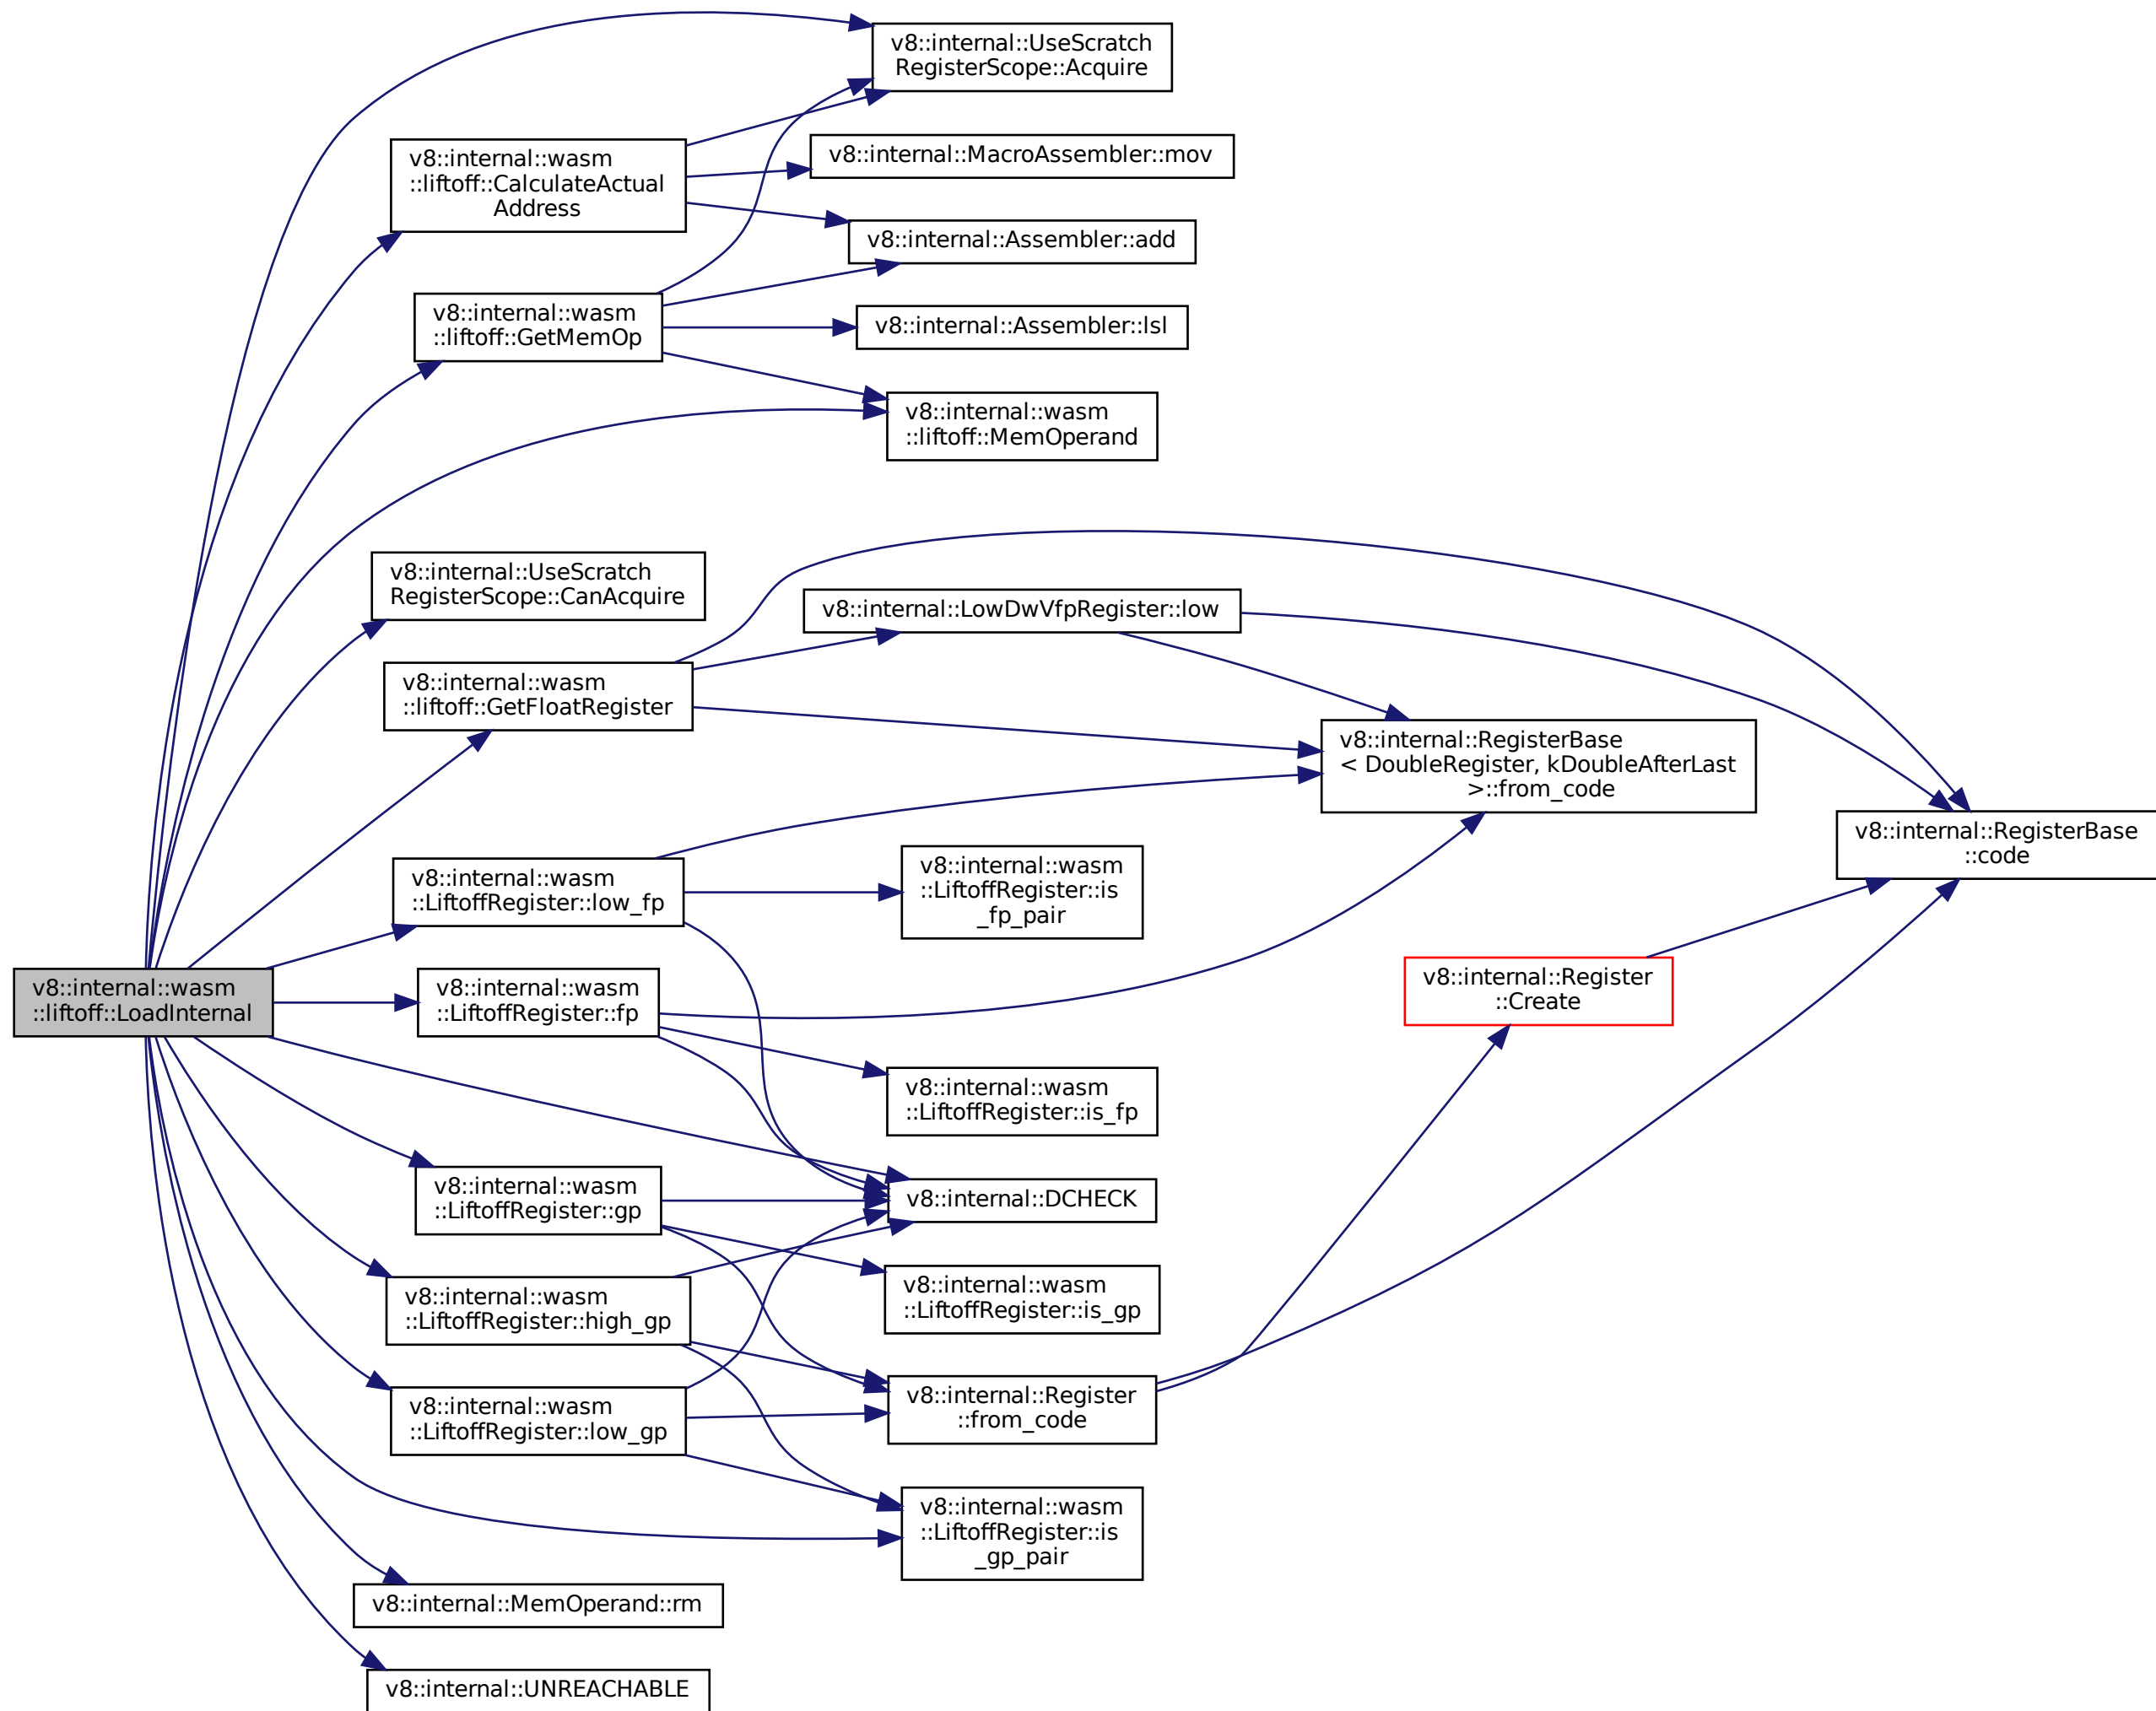 v8::internal::UseScratch
RegisterScope::Acquire
v8::internal::wasm
::liftoff::CalculateActual
Address
v8::internal::MacroAssembler::mov
v8::internal::Assembler::add
v8::internal::wasm
::liftoff::GetMemOp
v8::internal::Assembler::lsl
v8::internal::wasm
::liftoff::MemOperand
v8::internal::UseScratch
RegisterScope::CanAcquire
v8::internal::LowDwVfpRegister::low
v8::internal::wasm
::liftoff::GetFloatRegister
v8::internal::RegisterBase
< DoubleRegister, kDoubleAfterLast
>::from_code
v8::internal::RegisterBase
::code
v8::internal::wasm
::LiftoffRegister::low_fp
v8::internal::wasm
::LiftoffRegister::is
_fp_pair
v8::internal::wasm
::liftoff::LoadInternal
v8::internal::wasm
::LiftoffRegister::fp
v8::internal::Register
::Create
v8::internal::wasm
::LiftoffRegister::is_fp
v8::internal::wasm
::LiftoffRegister::gp
v8::internal::DCHECK
v8::internal::wasm
::LiftoffRegister::high_gp
v8::internal::wasm
::LiftoffRegister::is_gp
v8::internal::wasm
::LiftoffRegister::low_gp
v8::internal::Register
::from_code
v8::internal::wasm
::LiftoffRegister::is
_gp_pair
v8::internal::MemOperand::rm
v8::internal::UNREACHABLE